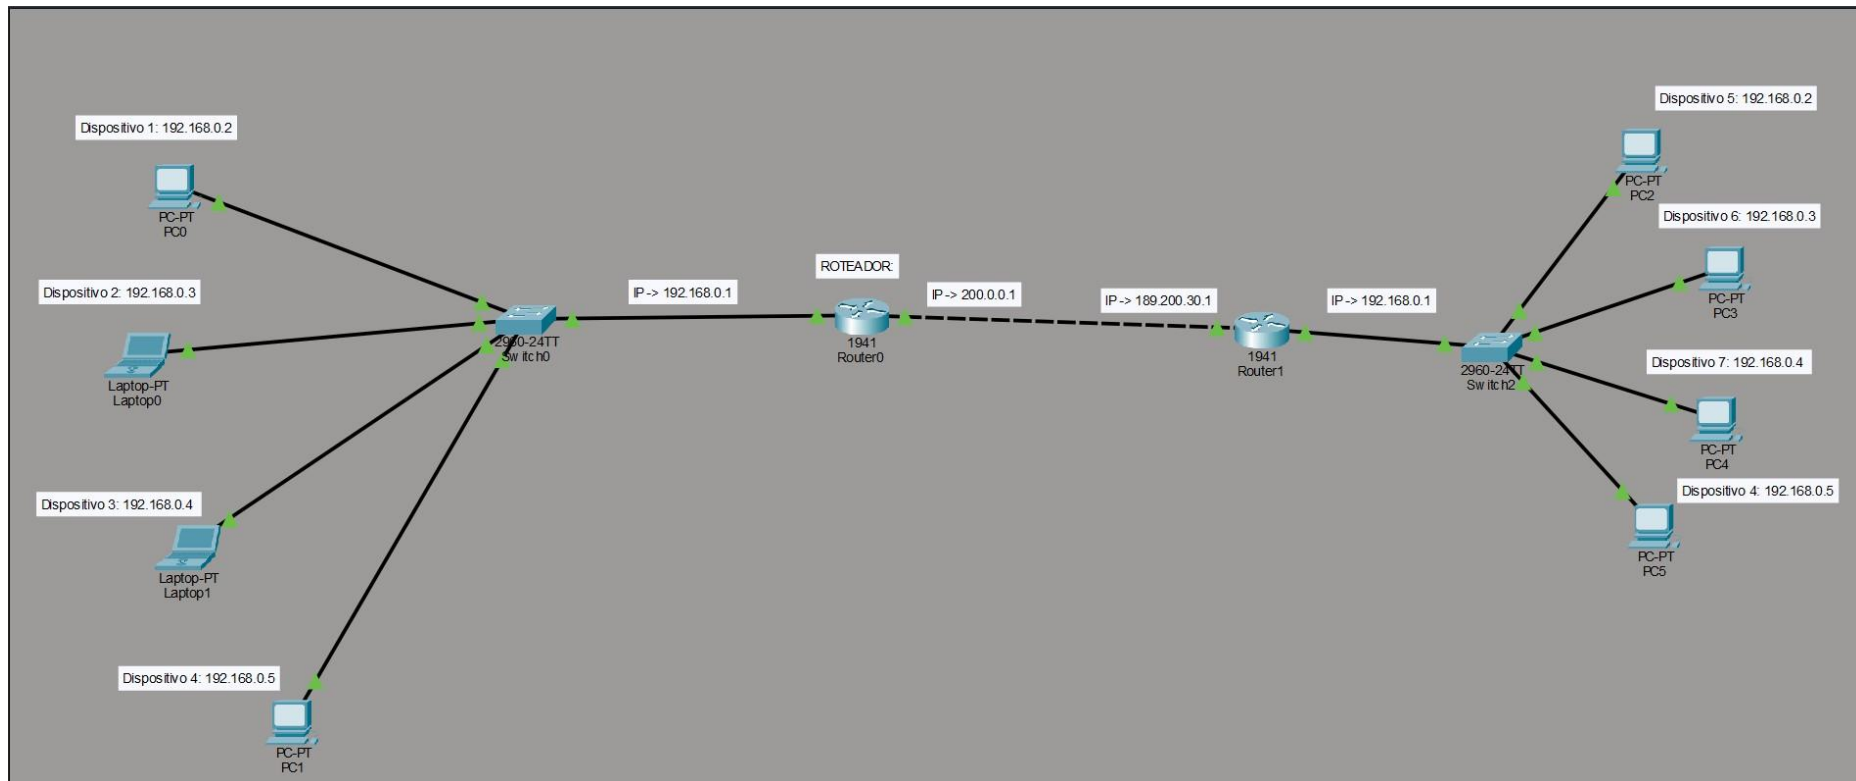 Dispositivo 1: 192.168.0.2
PC-PT
PC0
Dispositivo 2: 192.168.0.3
Laptop-PT
Laptop0
Dispositivo 3: 192.168.0.4
Laptop-PT
Laptop1
Dispositivo 4: 192.168.0.5
PC-PT
PC1
2960-24TT
Switch0
IP -> 192.168.0.1
ROTEADOR:
1941
Router0
IP -> 200.0.0.1
IP -> 189.200.30.1
1941
Router1
IP -> 192.168.0.1
2960-24TT
Switch2
Dispositivo 5: 192.168.0.2
PC-PT
PC2
Dispositivo 6: 192.168.0.3
PC-PT
PC3
Dispositivo 7: 192.168.0.4
PC-PT
PC4
Dispositivo 4: 192.168.0.5
PC-PT
PC5